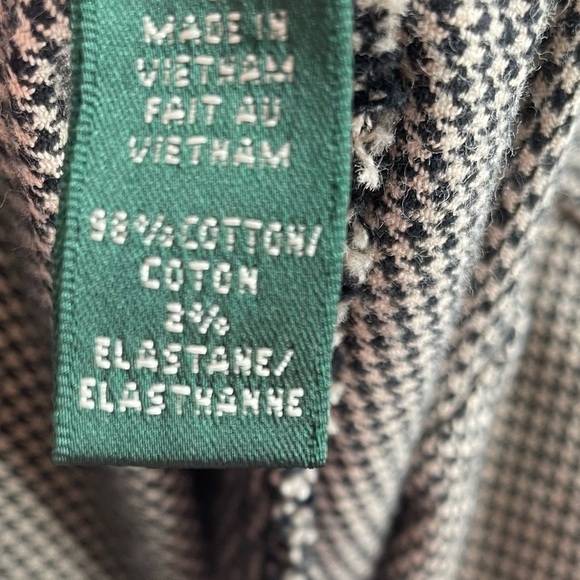 MADE IN
VIETNAM
FAIT AU
VIETNAM
98% COTTON/
COTON
2%
ELASTANE/
ELASTHANNE